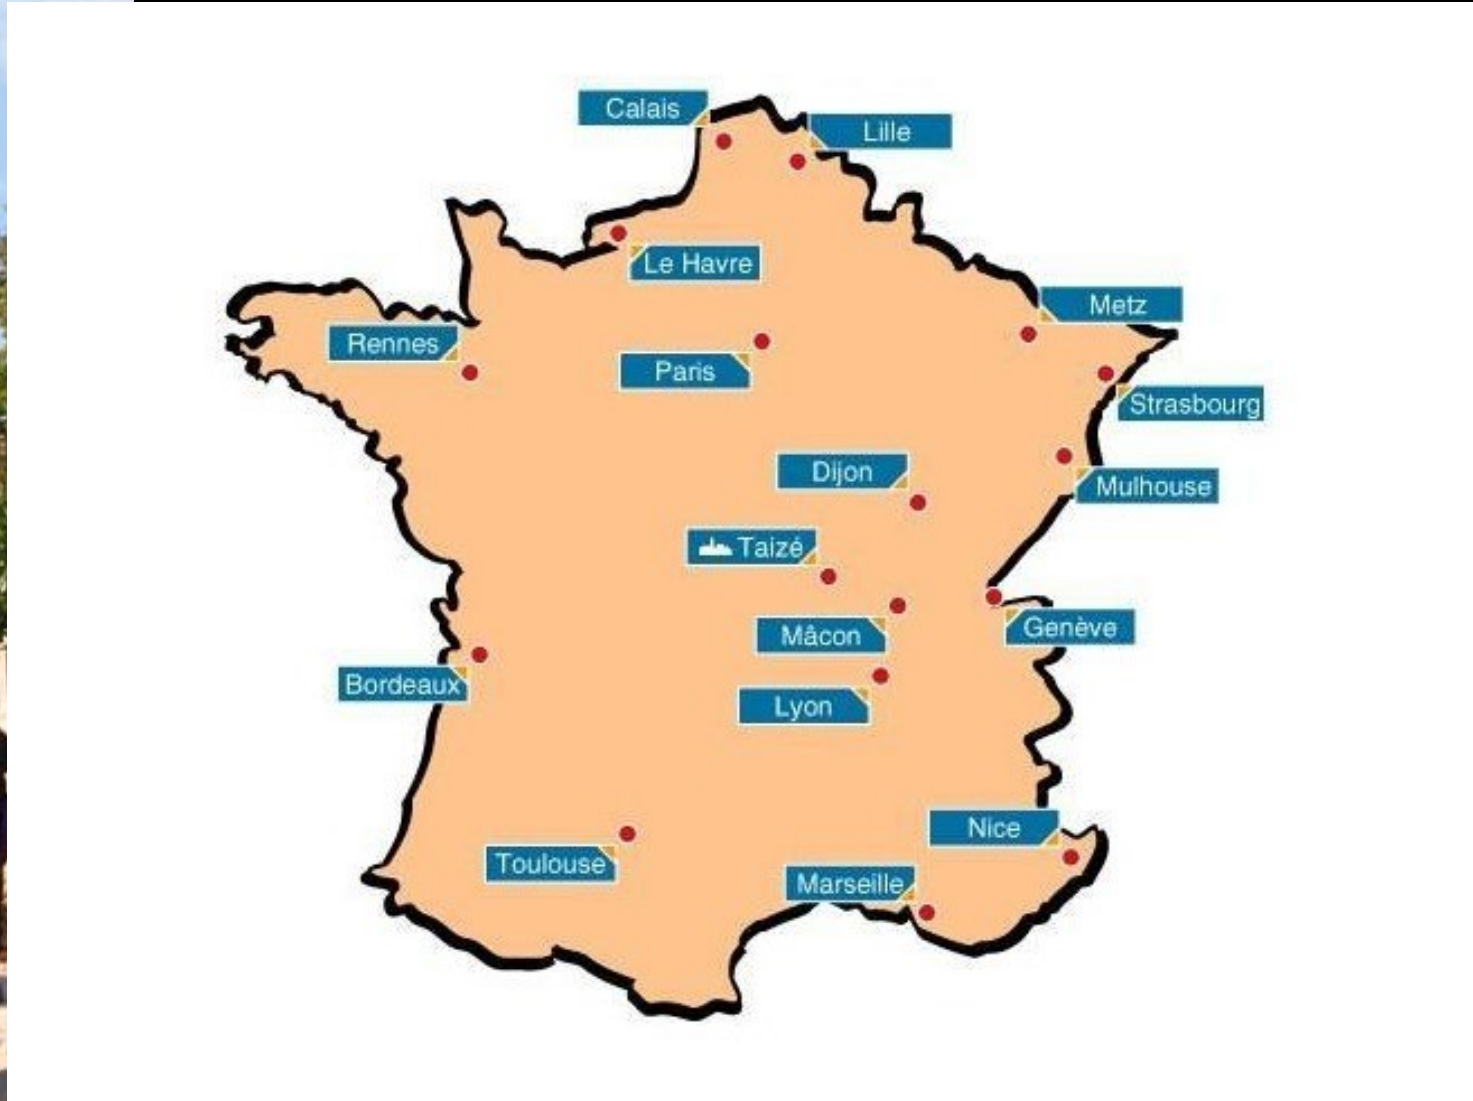 Calais
Lille
Le Havre
Metz
Rennes
Paris
Strasbourg
Dijon
Mulhouse
Taizé
Genève
Mâcon
Bordeaux
Lyon
Nice
Toulouse
Marseille